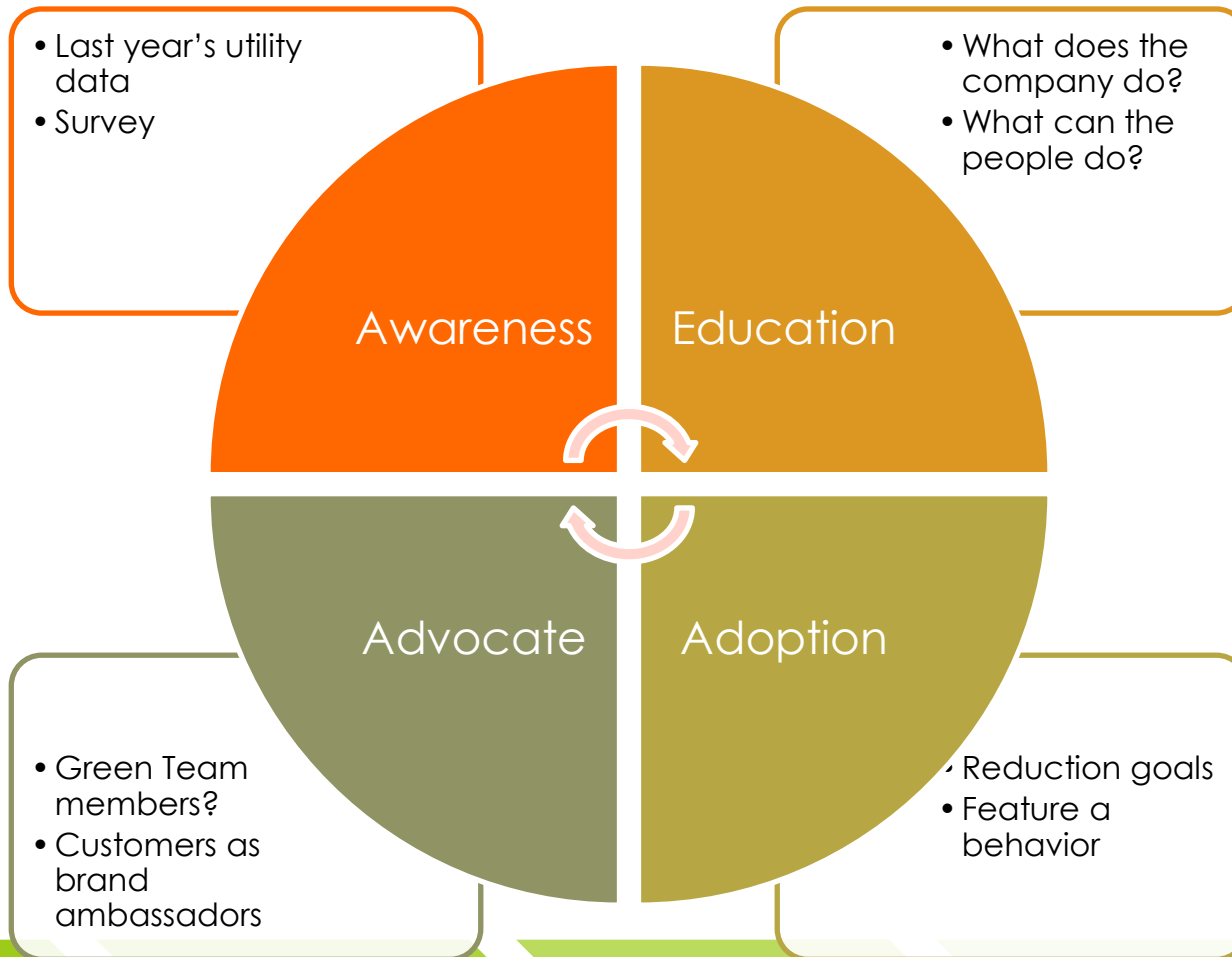 • Last year’s utility
data
• Survey
• What does the
company do?
• What can the
people do?
Awareness
Education
Advocate
Adoption
• Green Team
members?
• Customers as
brand
ambassadors
• Reduction goals
• Feature a
behavior